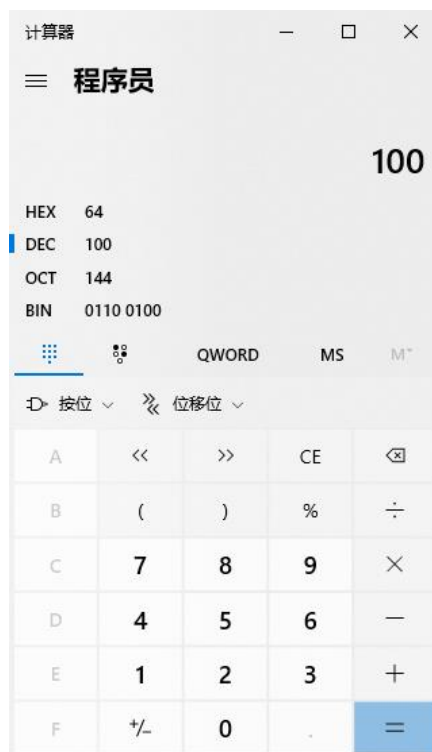 计算器
程序员
100
HEX 64
DEC 100
OCT 144
BIN 0110 0100
QWORD MS M˅
按位 位移位
A << >> CE
B ( ) % ÷
C 7 8 9 ×
D 4 5 6 −
E 1 2 3 +
F +/− 0 . =